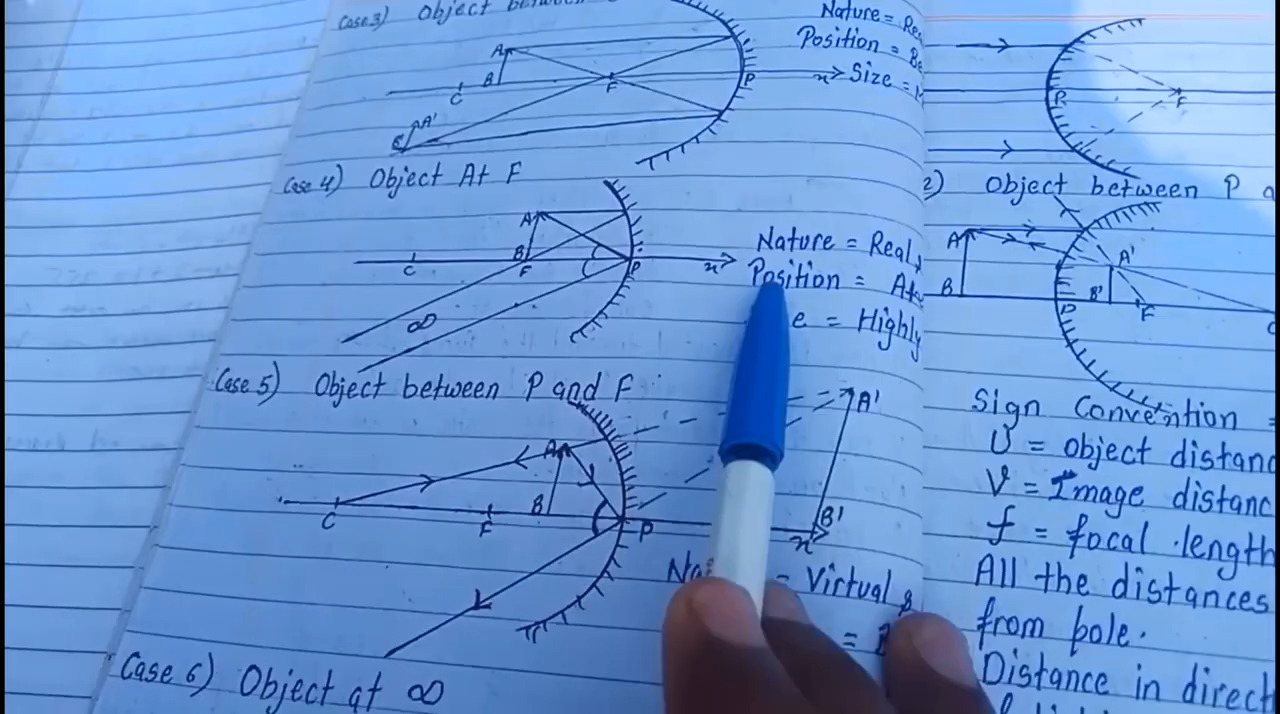 Case 3) Object between
Nature = Rea
Position = Be
Size =
A
B
C
F
P
x
A'
Case 4) Object At F
A
B
C
F
P
x
∞
Nature = Real,
Position = At
e = Highly
Case 5) Object between P and F
A
B
C
F
P
x
A'
B'
= Virtual &
=
Case 6) Object at ∞
P
F
2) Object between P a
A
B
P
A'
B'
F
C
Sign Convention =
U = object distanc
V = Image distanc
f = focal length
All the distances
from pole.
Distance in direct